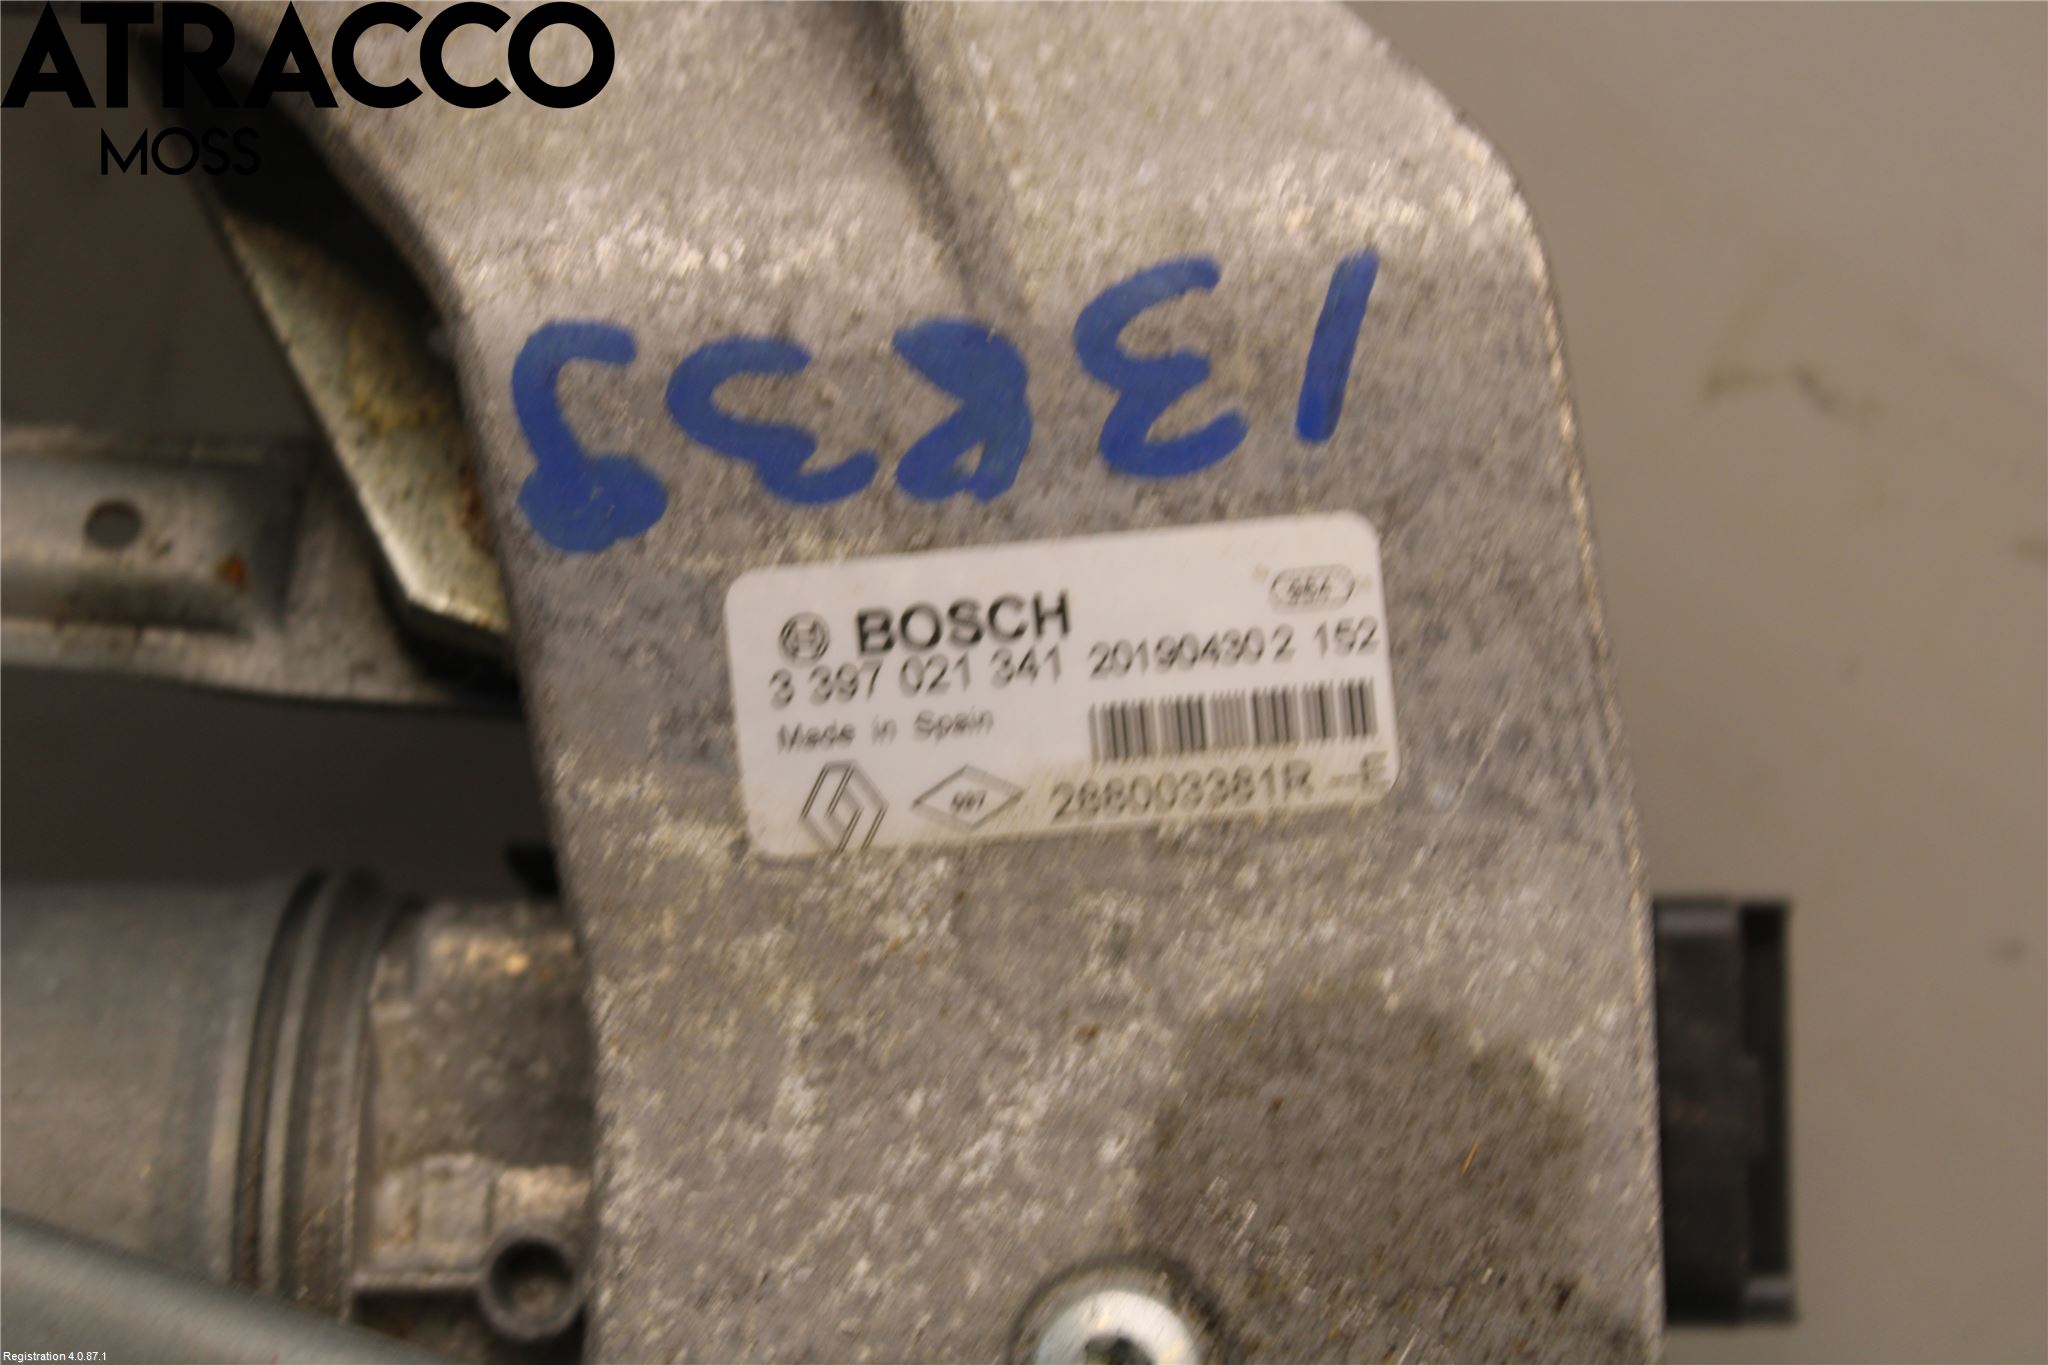 ATRACCO
MOSS
BOSCH
3 397 021 341 20190430 2 152
Made in Spain
288003381R --E
Registration 4.0.87.1